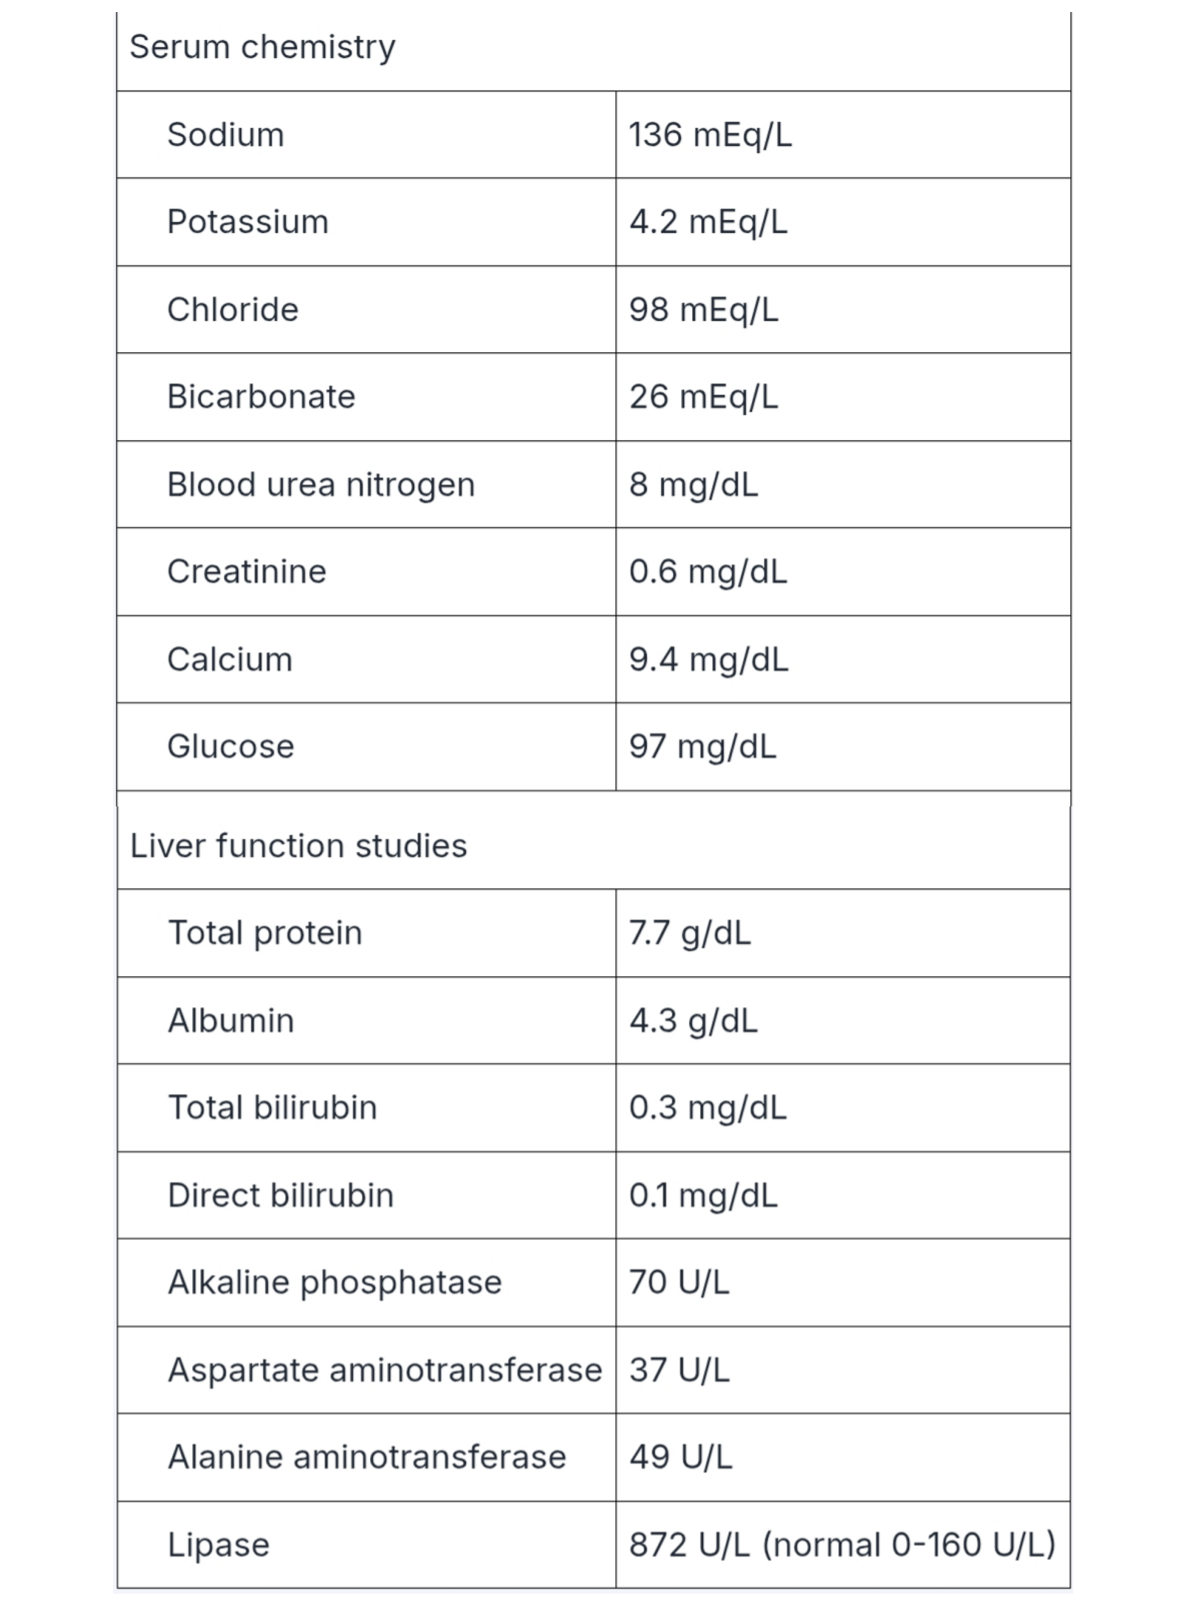 Serum chemistry
Sodium 136 mEq/L
Potassium 4.2 mEq/L
Chloride 98 mEq/L
Bicarbonate 26 mEq/L
Blood urea nitrogen 8 mg/dL
Creatinine 0.6 mg/dL
Calcium 9.4 mg/dL
Glucose 97 mg/dL
Liver function studies
Total protein 7.7 g/dL
Albumin 4.3 g/dL
Total bilirubin 0.3 mg/dL
Direct bilirubin 0.1 mg/dL
Alkaline phosphatase 70 U/L
Aspartate aminotransferase 37 U/L
Alanine aminotransferase 49 U/L
Lipase 872 U/L (normal 0-160 U/L)